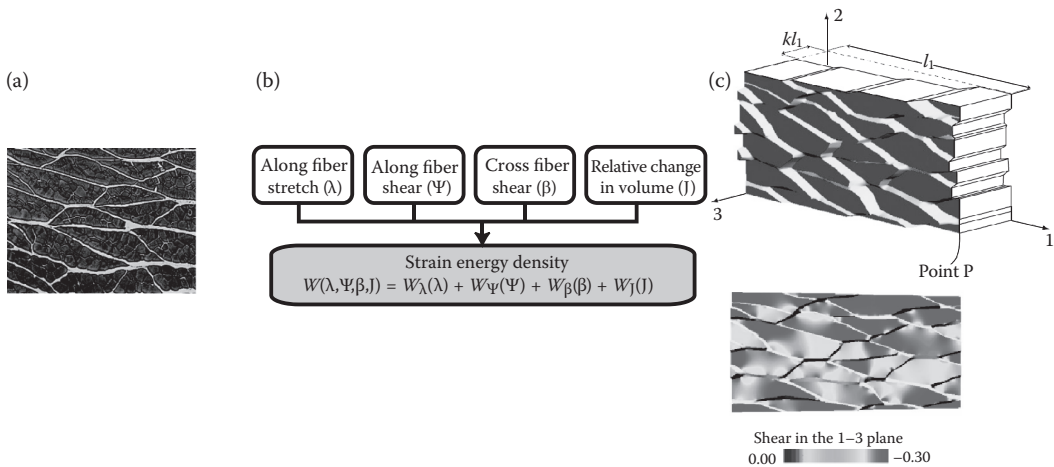 (a)
(b)
Along fiber
stretch (λ)
Along fiber
shear (Ψ)
Cross fiber
shear (β)
Relative change
in volume (J)
Strain energy density
W(λ,Ψ,β,J) = Wλ(λ) + WΨ(Ψ) + Wβ(β) + WJ(J)
(c)
2
kl₁
l₁
3
1
Point P
Shear in the 1–3 plane
0.00
−0.30